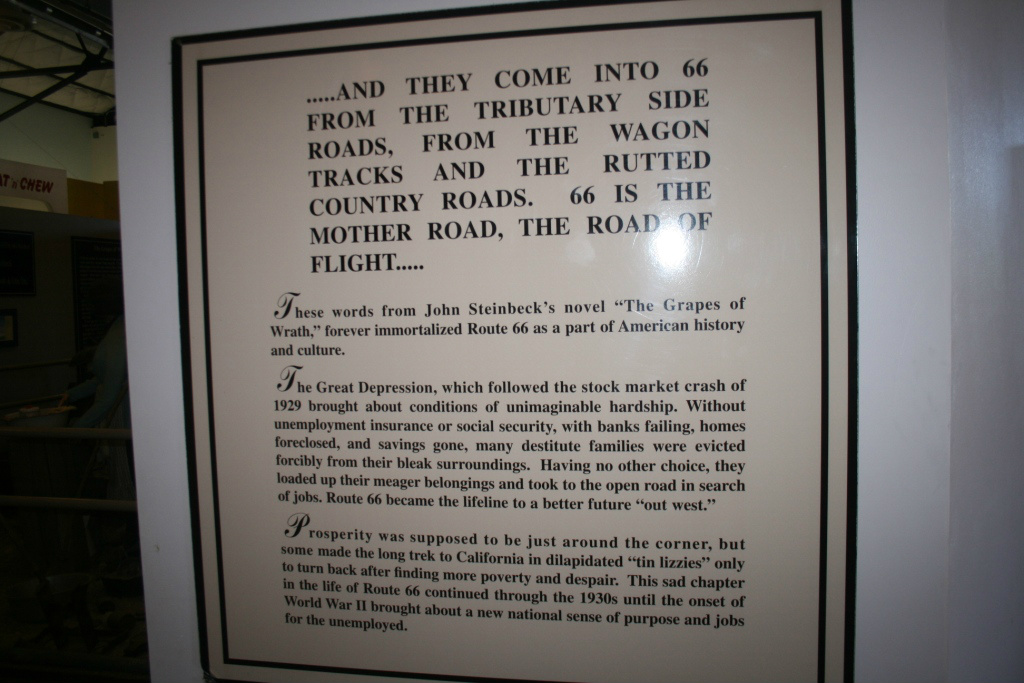 AT 'N CHEW
.....AND THEY COME INTO 66
FROM THE TRIBUTARY SIDE
ROADS, FROM THE WAGON
TRACKS AND THE RUTTED
COUNTRY ROADS. 66 IS THE
MOTHER ROAD, THE ROAD OF
FLIGHT.....
These words from John Steinbeck's novel “The Grapes of
Wrath,” forever immortalized Route 66 as a part of American history
and culture.
The Great Depression, which followed the stock market crash of
1929 brought about conditions of unimaginable hardship. Without
unemployment insurance or social security, with banks failing, homes
foreclosed, and savings gone, many destitute families were evicted
forcibly from their bleak surroundings. Having no other choice, they
loaded up their meager belongings and took to the open road in search
of jobs. Route 66 became the lifeline to a better future “out west.”
Prosperity was supposed to be just around the corner, but
some made the long trek to California in dilapidated “tin lizzies” only
to turn back after finding more poverty and despair. This sad chapter
in the life of Route 66 continued through the 1930s until the onset of
World War II brought about a new national sense of purpose and jobs
for the unemployed.